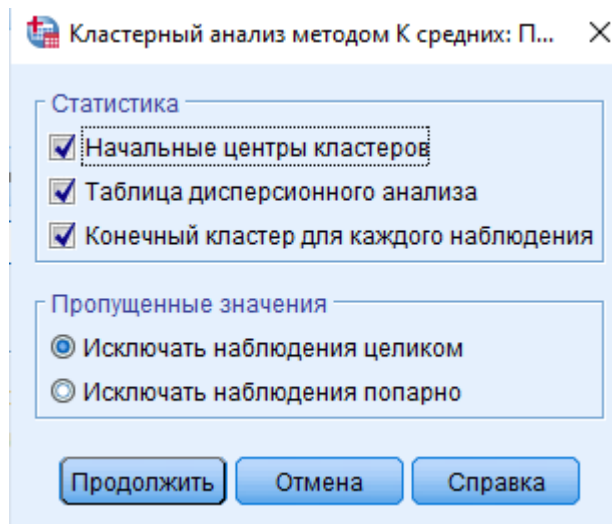 Кластерный анализ методом К средних: П...
Статистика
Начальные центры кластеров
Таблица дисперсионного анализа
Конечный кластер для каждого наблюдения
Пропущенные значения
Исключать наблюдения целиком
Исключать наблюдения попарно
Продолжить Отмена Справка